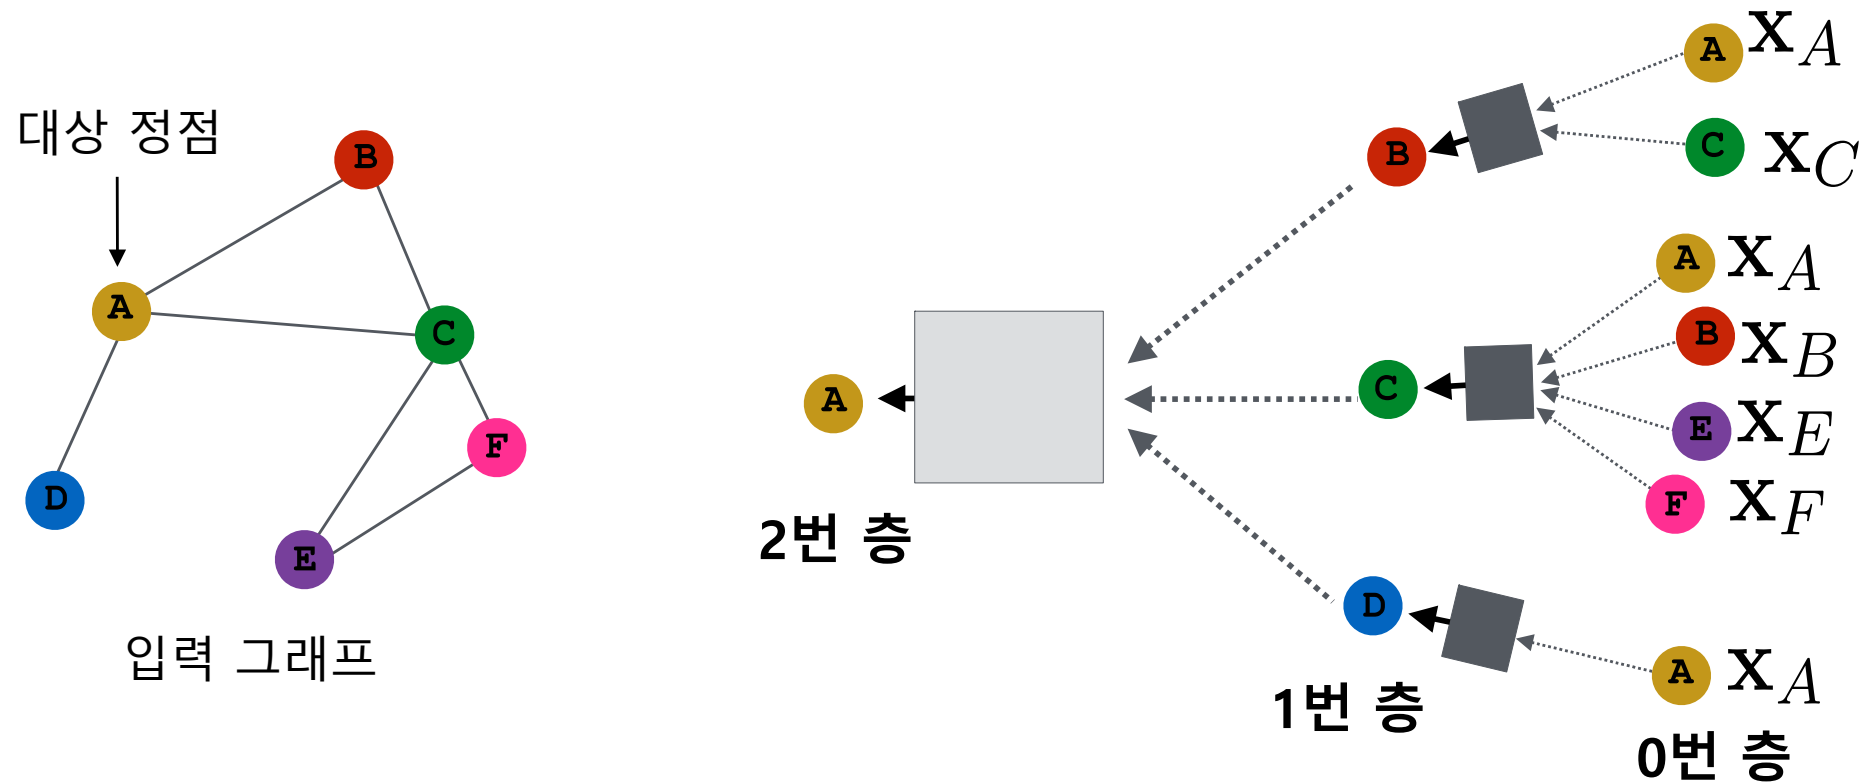 대상 정점
B
A
C
F
D
E
입력 그래프
A
2번 층
B
C
D
1번 층
A x_A
C x_C
A x_A
B x_B
E x_E
F x_F
A x_A
0번 층